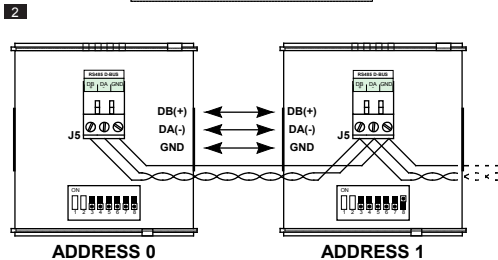 2
RS485 D-BUS
DB DA GND
+ -
J5
ON
1 2 3 4 5 6 7 8
ADDRESS 0
DB(+) DB(+)
DA(-) DA(-)
GND GND
RS485 D-BUS
DB DA GND
+ -
J5
ON
1 2 3 4 5 6 7 8
ADDRESS 1